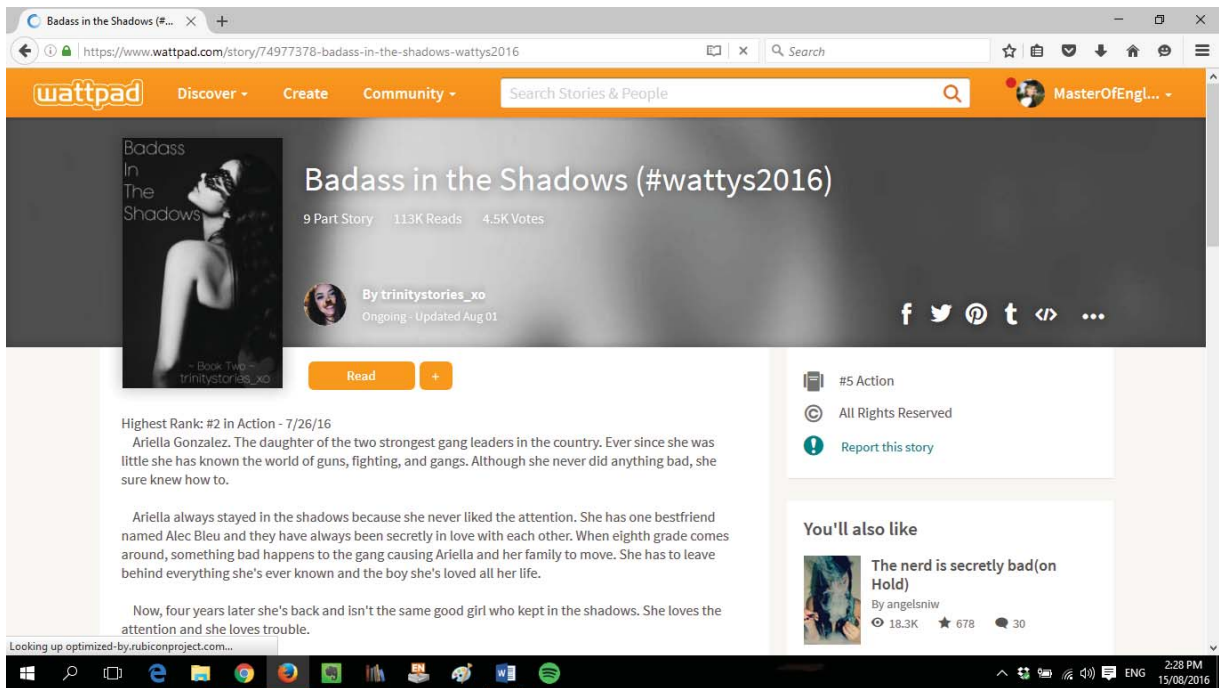 Badass in the Shadows (#...
https://www.wattpad.com/story/74977378-badass-in-the-shadows-wattys2016
Search
wattpad
Discover
Create
Community
Search Stories & People
MasterOfEngl...
Badass
In
The
Shadows
~ Book Two ~
trinitystories_xo
Badass in the Shadows (#wattys2016)
9 Part Story 113K Reads 4.5K Votes
By trinitystories_xo
Ongoing - Updated Aug 01
Read
+
Highest Rank: #2 in Action - 7/26/16
Ariella Gonzalez. The daughter of the two strongest gang leaders in the country. Ever since she was
little she has known the world of guns, fighting, and gangs. Although she never did anything bad, she
sure knew how to.
Ariella always stayed in the shadows because she never liked the attention. She has one bestfriend
named Alec Bleu and they have always been secretly in love with each other. When eighth grade comes
around, something bad happens to the gang causing Ariella and her family to move. She has to leave
behind everything she's ever known and the boy she's loved all her life.
Now, four years later she's back and isn't the same good girl who kept in the shadows. She loves the
attention and she loves trouble.
#5 Action
All Rights Reserved
Report this story
You'll also like
The nerd is secretly bad(on
Hold)
By angelsniw
18.3K 678 30
Looking up optimized-by.rubiconproject.com...
EN
ENG
2:28 PM
15/08/2016